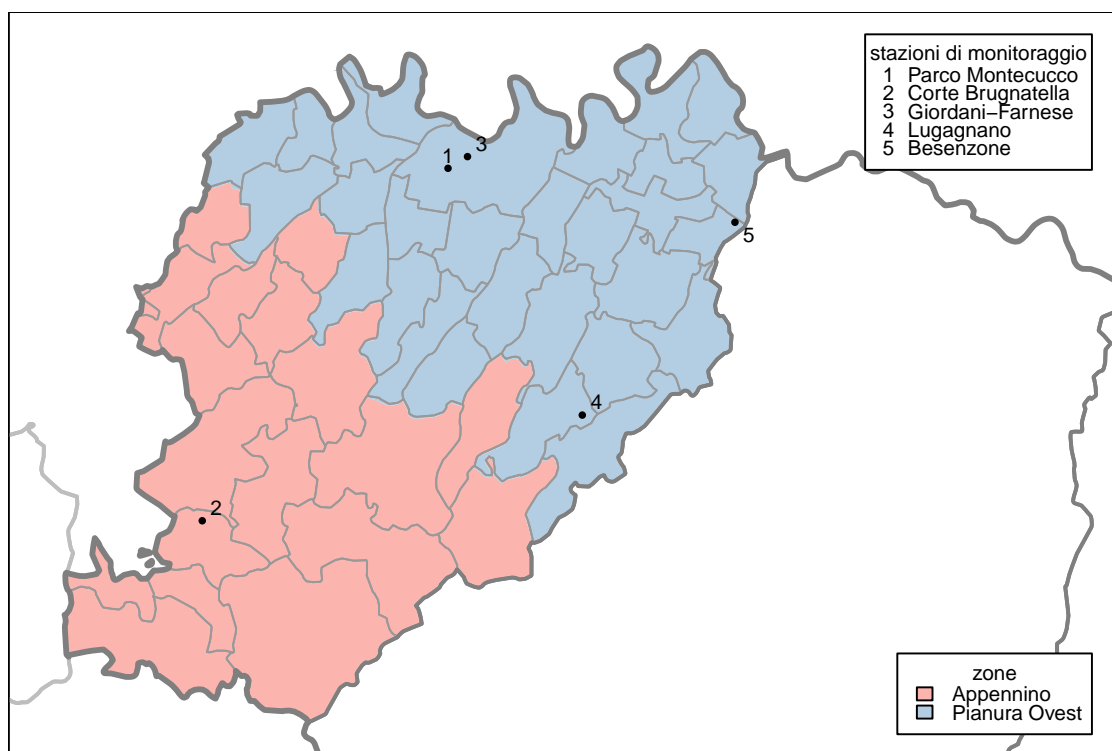 stazioni di monitoraggio
1 Parco Montecucco
2 Corte Brugnatella
3 Giordani−Farnese
4 Lugagnano
5 Besenzone
3
1
5
4
2
zone
Appennino
Pianura Ovest